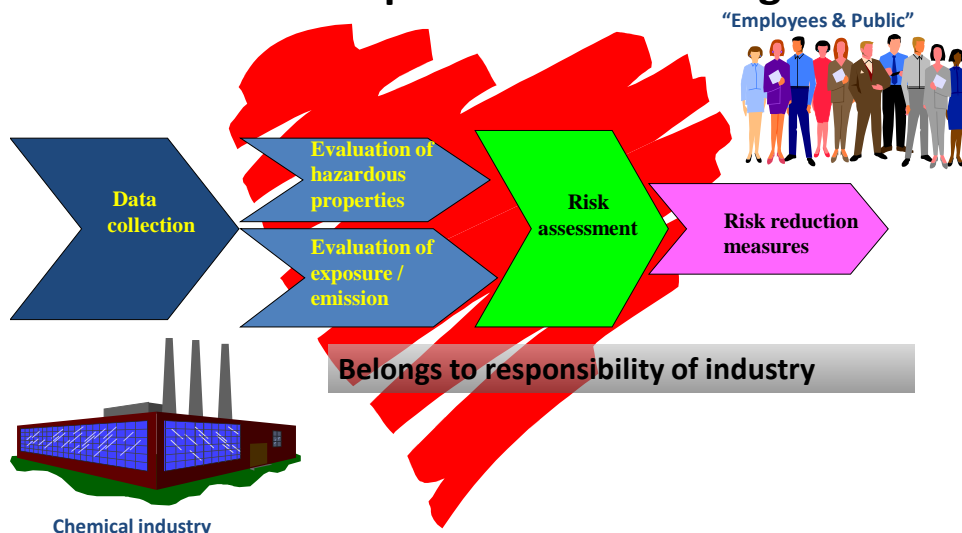 “Employees & Public”
Evaluation of
hazardous
properties
Data
collection
Risk
assessment
Risk reduction
measures
Evaluation of
exposure /
emission
Belongs to responsibility of industry
Chemical industry